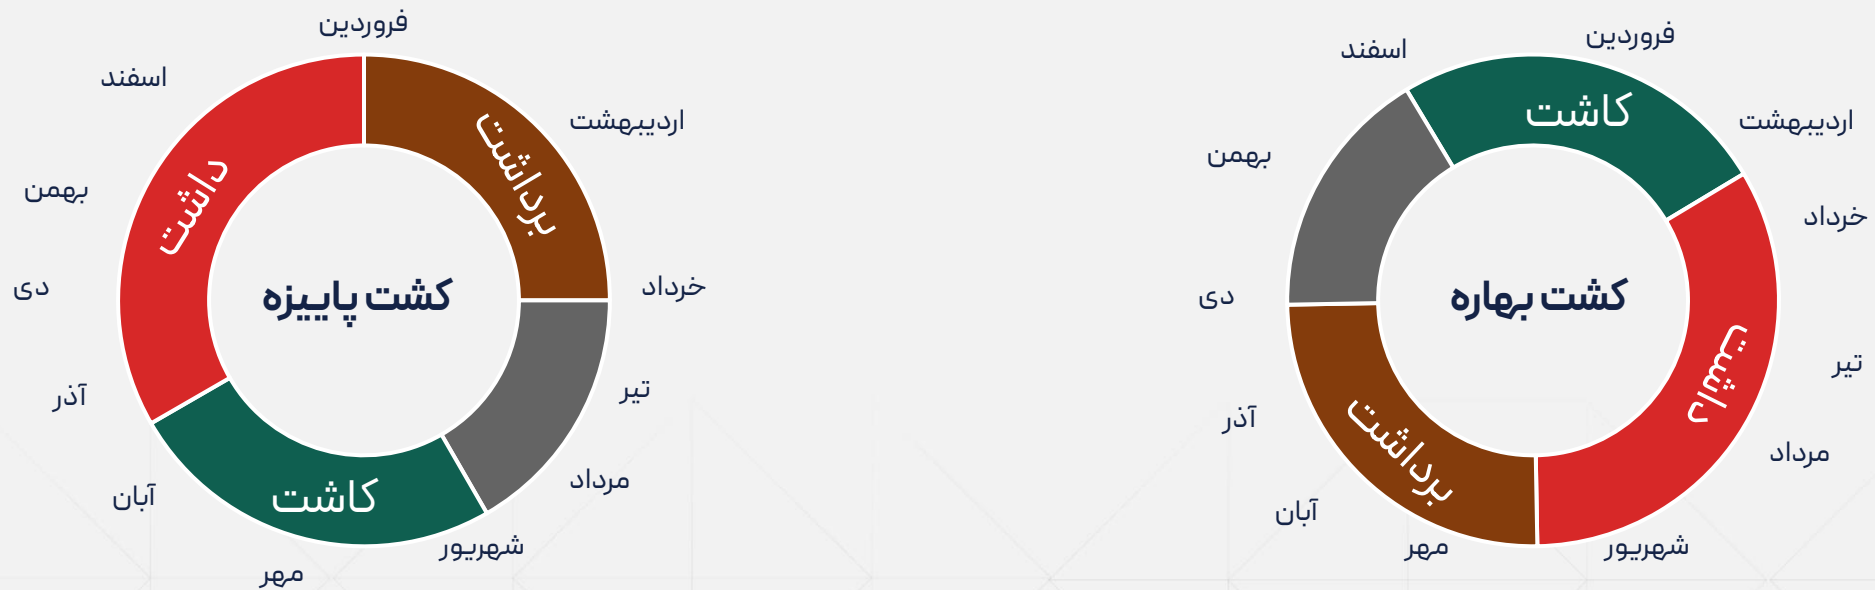 کشت بهاره
فروردین
اردیبهشت
خرداد
تیر
مرداد
شهریور
مهر
آبان
آذر
دی
بهمن
اسفند
کاشت
داشت
برداشت
کشت پاییزه
فروردین
اردیبهشت
خرداد
تیر
مرداد
شهریور
مهر
آبان
آذر
دی
بهمن
اسفند
برداشت
کاشت
داشت